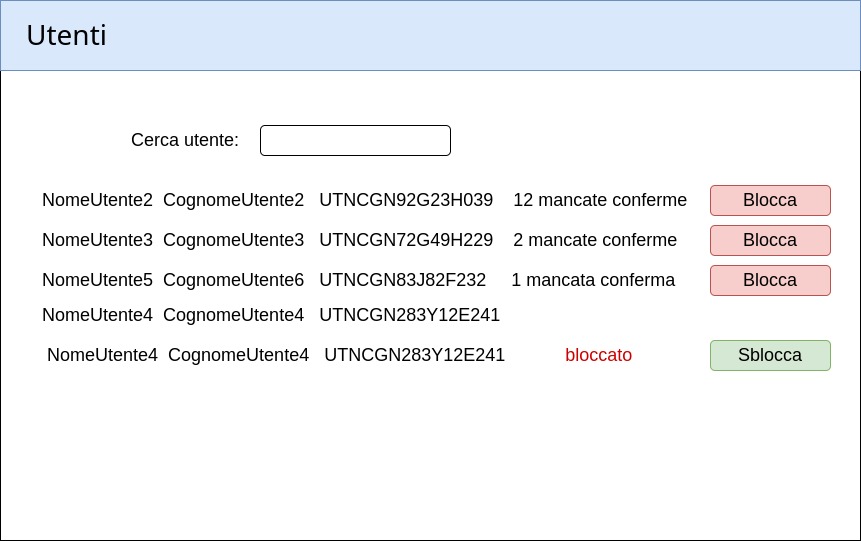 Utenti
Cerca utente:
NomeUtente2 CognomeUtente2 UTNCGN92G23H039 12 mancate conferme Blocca
NomeUtente3 CognomeUtente3 UTNCGN72G49H229 2 mancate conferme Blocca
NomeUtente5 CognomeUtente6 UTNCGN83J82F232 1 mancata conferma Blocca
NomeUtente4 CognomeUtente4 UTNCGN283Y12E241
NomeUtente4 CognomeUtente4 UTNCGN283Y12E241 bloccato Sblocca